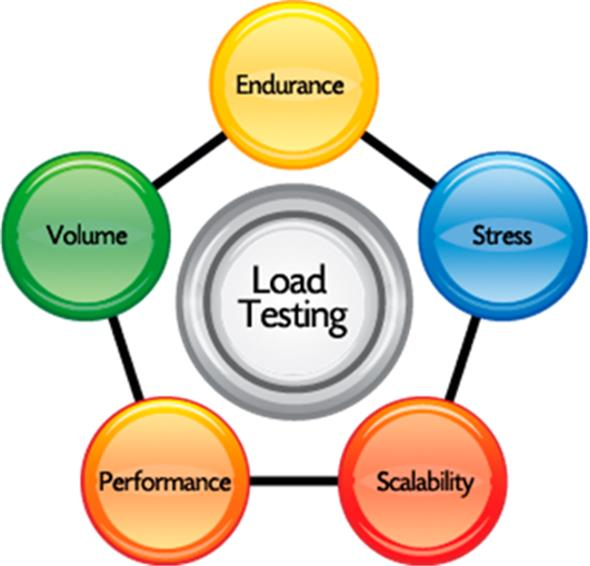 Endurance
Volume
Stress
Load
Testing
Performance
Scalability